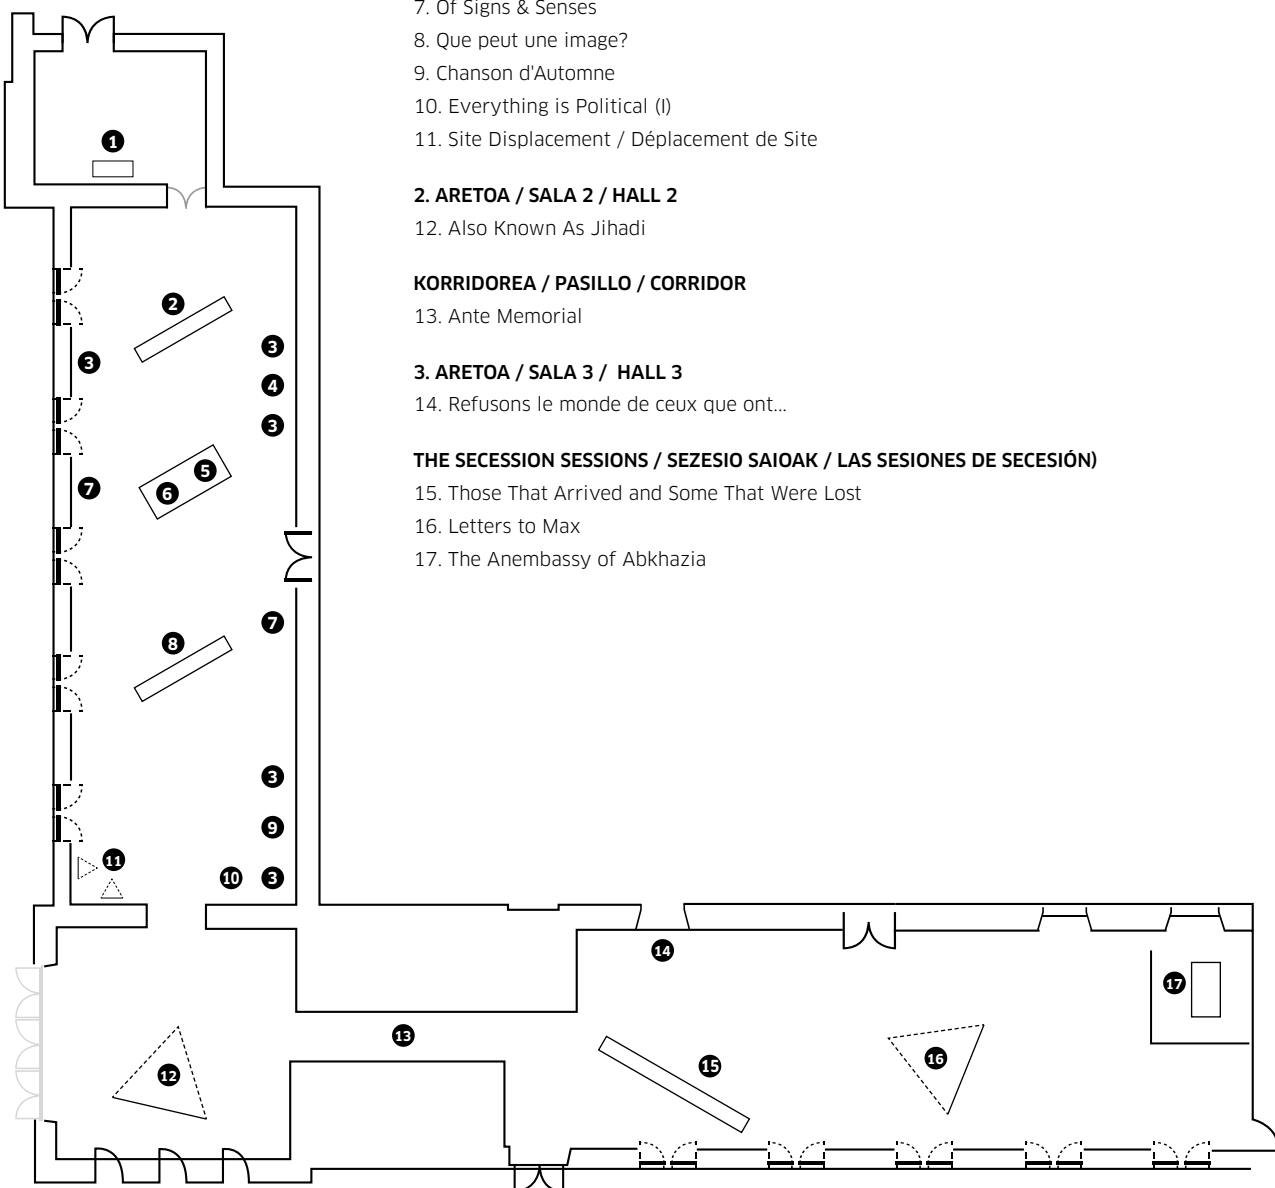 7. Of Signs & Senses
8. Que peut une image?
9. Chanson d'Automne
10. Everything is Political (I)
11. Site Displacement / Déplacement de Site
2. ARETOA / SALA 2 / HALL 2
12. Also Known As Jihadi
KORRIDOREA / PASILLO / CORRIDOR
13. Ante Memorial
3. ARETOA / SALA 3 / HALL 3
14. Refusons le monde de ceux que ont...
THE SECESSION SESSIONS / SEZESIO SAIOAK / LAS SESIONES DE SECESIÓN)
15. Those That Arrived and Some That Were Lost
16. Letters to Max
17. The Anembassy of Abkhazia
1
2
3
3
4
3
5
6
7
7
8
3
9
11
10
3
14
17
13
16
15
12